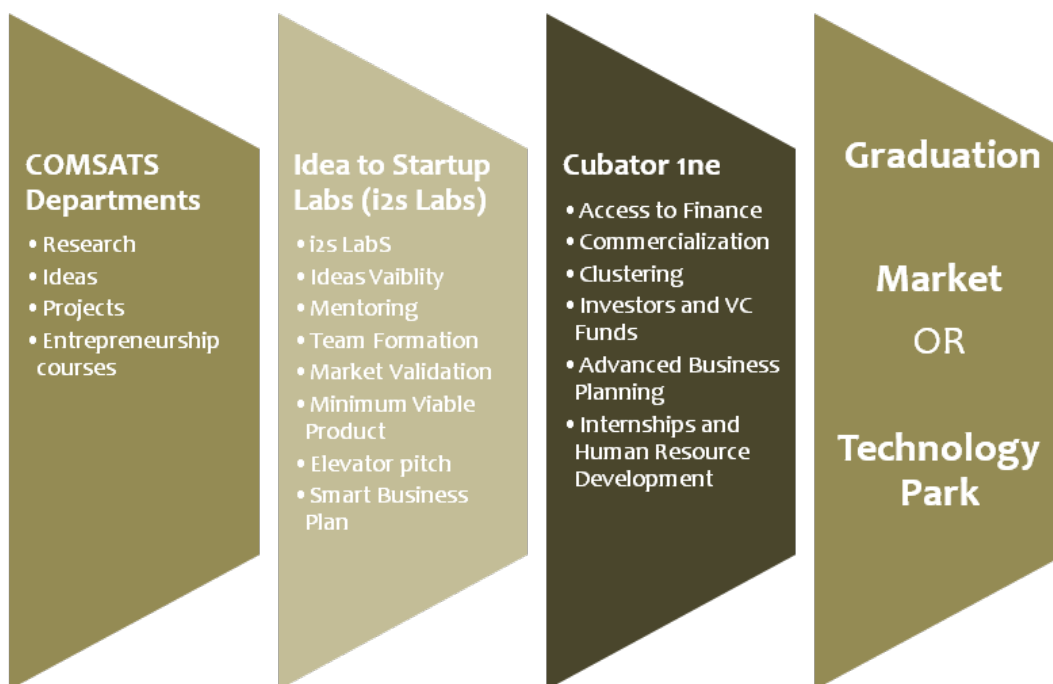 COMSATS
Departments
• Research
• Ideas
• Projects
• Entrepreneurship
courses
Idea to Startup
Labs (i2s Labs)
• i2s LabS
• Ideas Vaiblity
• Mentoring
• Team Formation
• Market Validation
• Minimum Viable
Product
• Elevator pitch
• Smart Business
Plan
Cubator 1ne
• Access to Finance
• Commercialization
• Clustering
• Investors and VC
Funds
• Advanced Business
Planning
• Internships and
Human Resource
Development
Graduation
Market
OR
Technology
Park